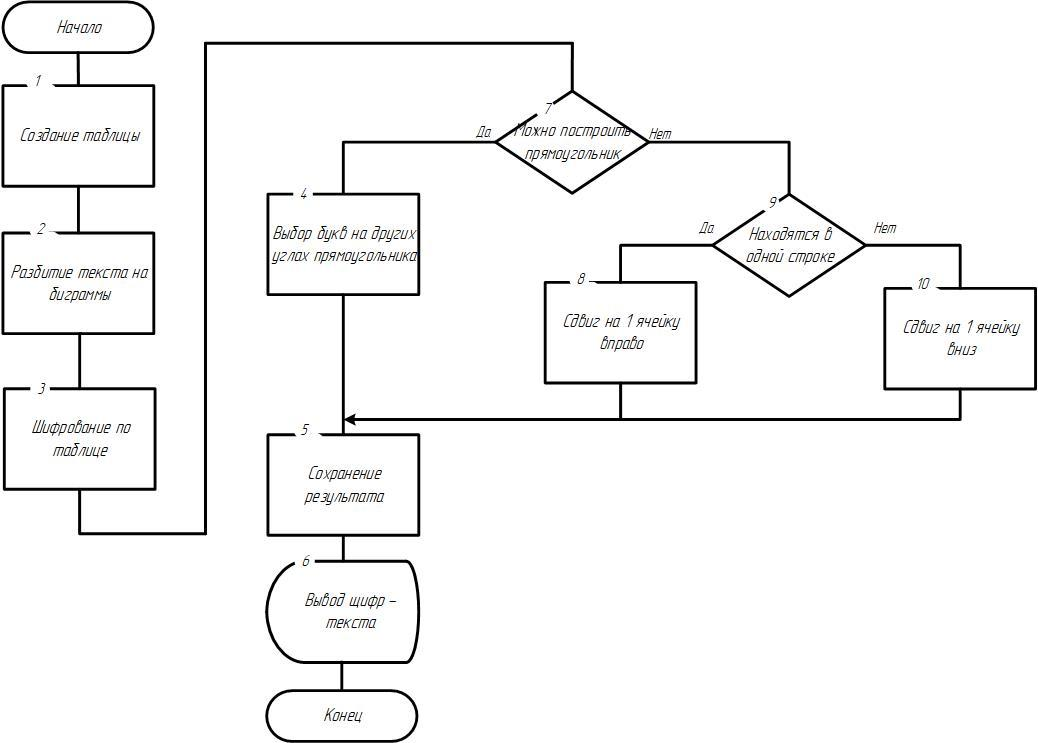 Начало
1
Создание таблицы
2
Разбитие текста на
биграммы
3
Шифрование по
таблице
7
Можно построить
прямоугольник
Да
Нет
4
Выбор букв на других
углах прямоугольника
9
Находятся в
одной строке
Да
Нет
8
Сдвиг на 1 ячейку
вправо
10
Сдвиг на 1 ячейку
вниз
5
Сохранение
результата
6
Вывод щифр –
текста
Конец